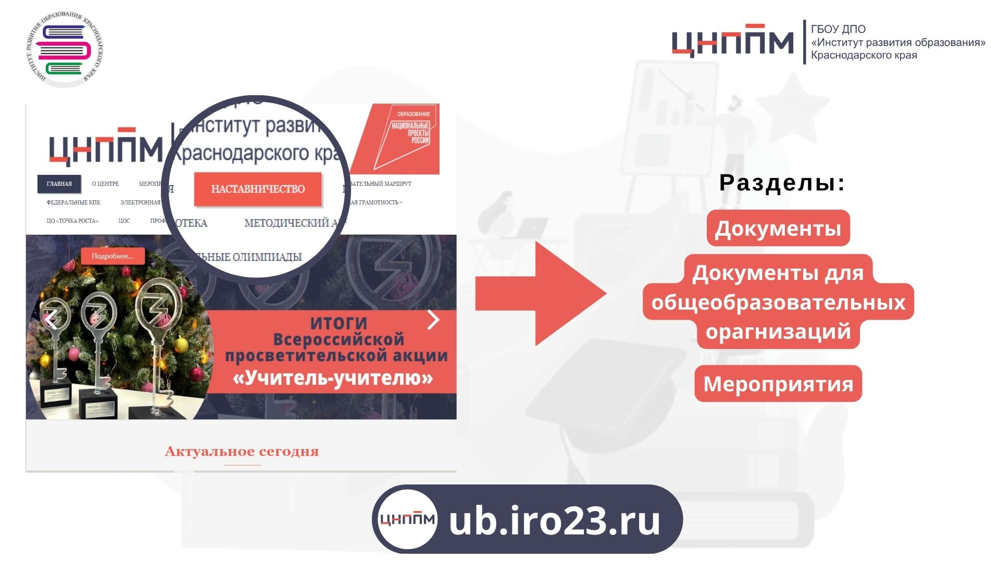 ИНСТИТУТ РАЗВИТИЯ ОБРАЗОВАНИЯ КРАСНОДАРСКОГО КРАЯ
ЦНППМ
ГБОУ ДПО
«Институт развития образования»
Краснодарского края
ЦНППМ
нститут разви
Краснодарского кра
ОБРАЗОВАНИЕ
НАЦИОНАЛЬНЫЕ
ПРОЕКТЫ
РОССИИ
ГЛАВНАЯ
О ЦЕНТРЕ
МЕРОПР
Я
НАСТАВНИЧЕСТВО
ВАТЕЛЬНЫЙ МАРШРУТ
ФЕДЕРАЛЬНЫЕ КПК
ЭЛЕКТРОННАЯ
АЯ ГРАМОТНОСТЬ
ЦО «ТОЧКА РОСТА»
ЦОС
ПРОФ
ОТЕКА
МЕТОДИЧЕСКИЙ А
ЬНЫЕ ОЛИМПИАДЫ
Подробнее...
ИТОГИ
Всероссийской
просветительской акции
«Учитель-учителю»
Актуальное сегодня
Разделы:
Документы
Документы для
общеобразовательных
орагнизаций
Мероприятия
ЦНППМ
ub.iro23.ru